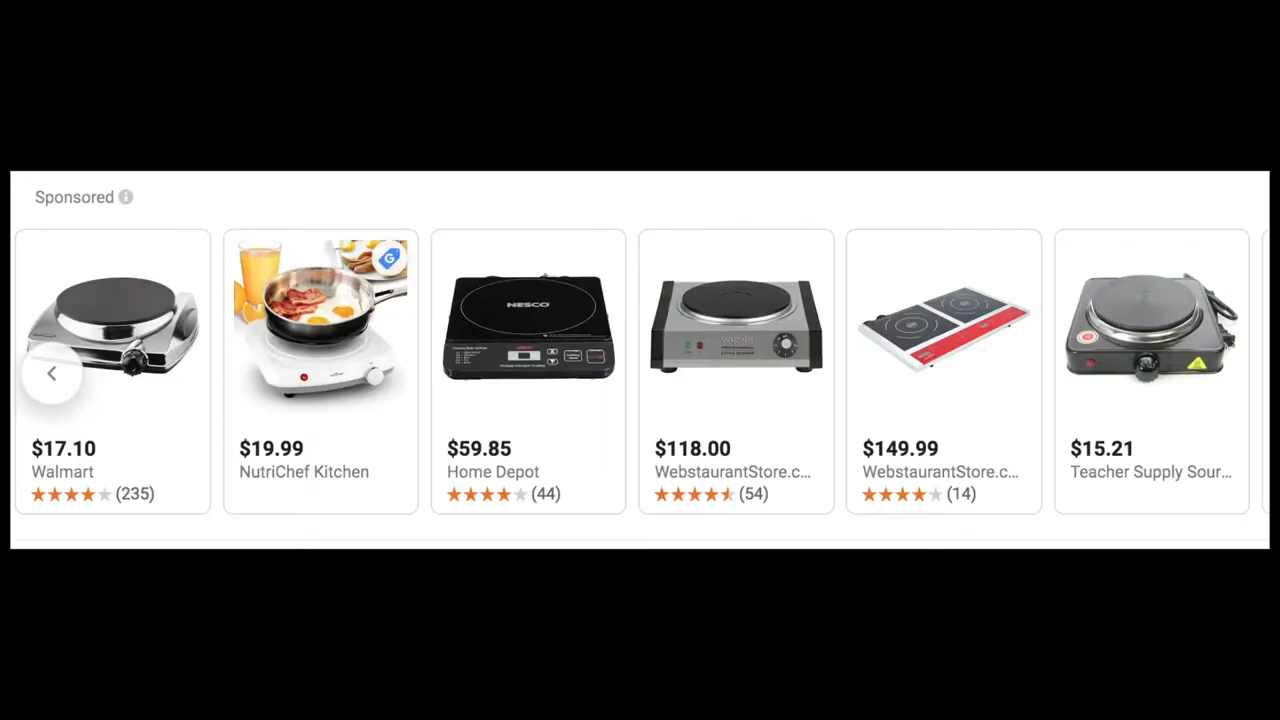 Sponsored
NESCO
$17.10
Walmart
(235)
$19.99
NutriChef Kitchen
$59.85
Home Depot
(44)
$118.00
WebstaurantStore.c...
(54)
$149.99
WebstaurantStore.c...
(14)
$15.21
Teacher Supply Sour...